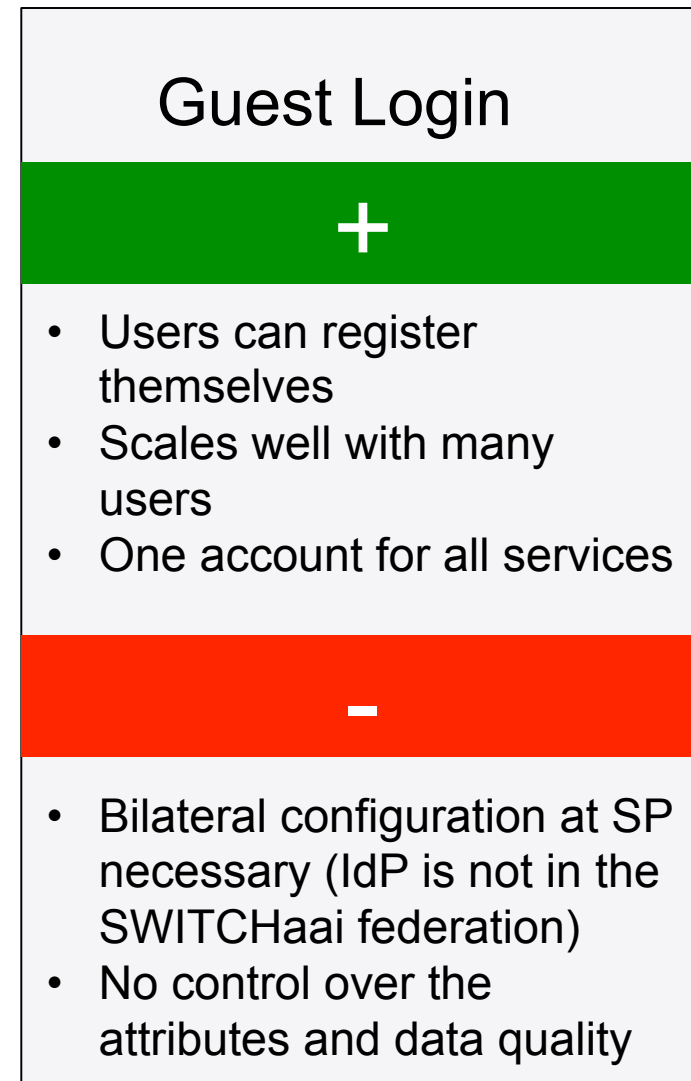 Guest Login
+
• Users can register
themselves
• Scales well with many
users
• One account for all services
-
• Bilateral configuration at SP
necessary (IdP is not in the
SWITCHaai federation)
• No control over the
attributes and data quality